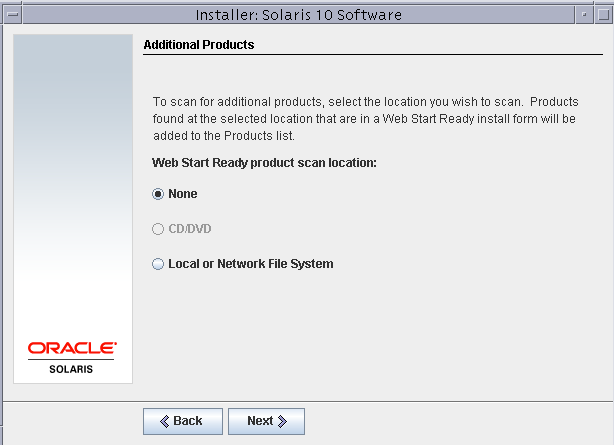 Installer: Solaris 10 Software
Additional Products
To scan for additional products, select the location you wish to scan. Products
found at the selected location that are in a Web Start Ready install form will be
added to the Products list.
Web Start Ready product scan location:
None
CD/DVD
Local or Network File System
ORACLE
SOLARIS
Back
Next